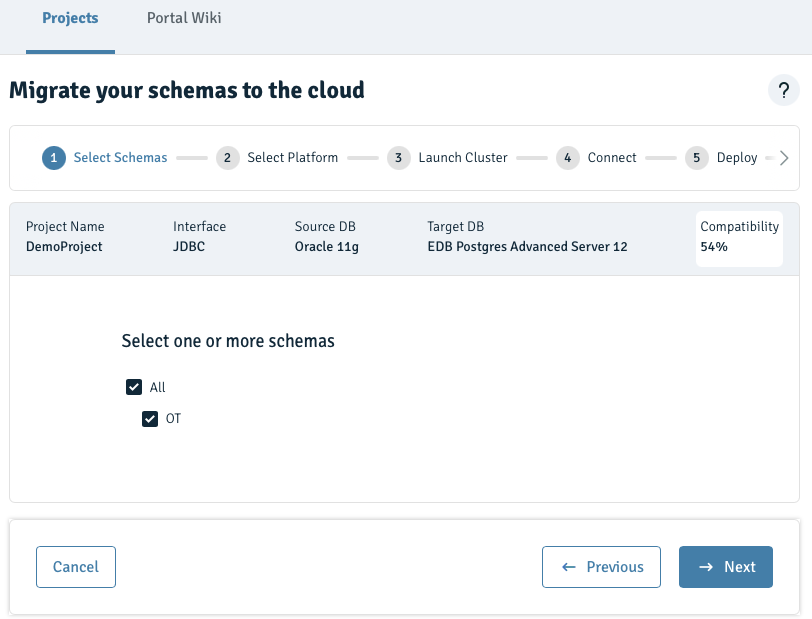 Projects Portal Wiki
Migrate your schemas to the cloud ?
1 Select Schemas 2 Select Platform 3 Launch Cluster 4 Connect 5 Deploy
Project Name Interface Source DB Target DB Compatibility
DemoProject JDBC Oracle 11g EDB Postgres Advanced Server 12 54%
Select one or more schemas
All
OT
Cancel ← Previous → Next